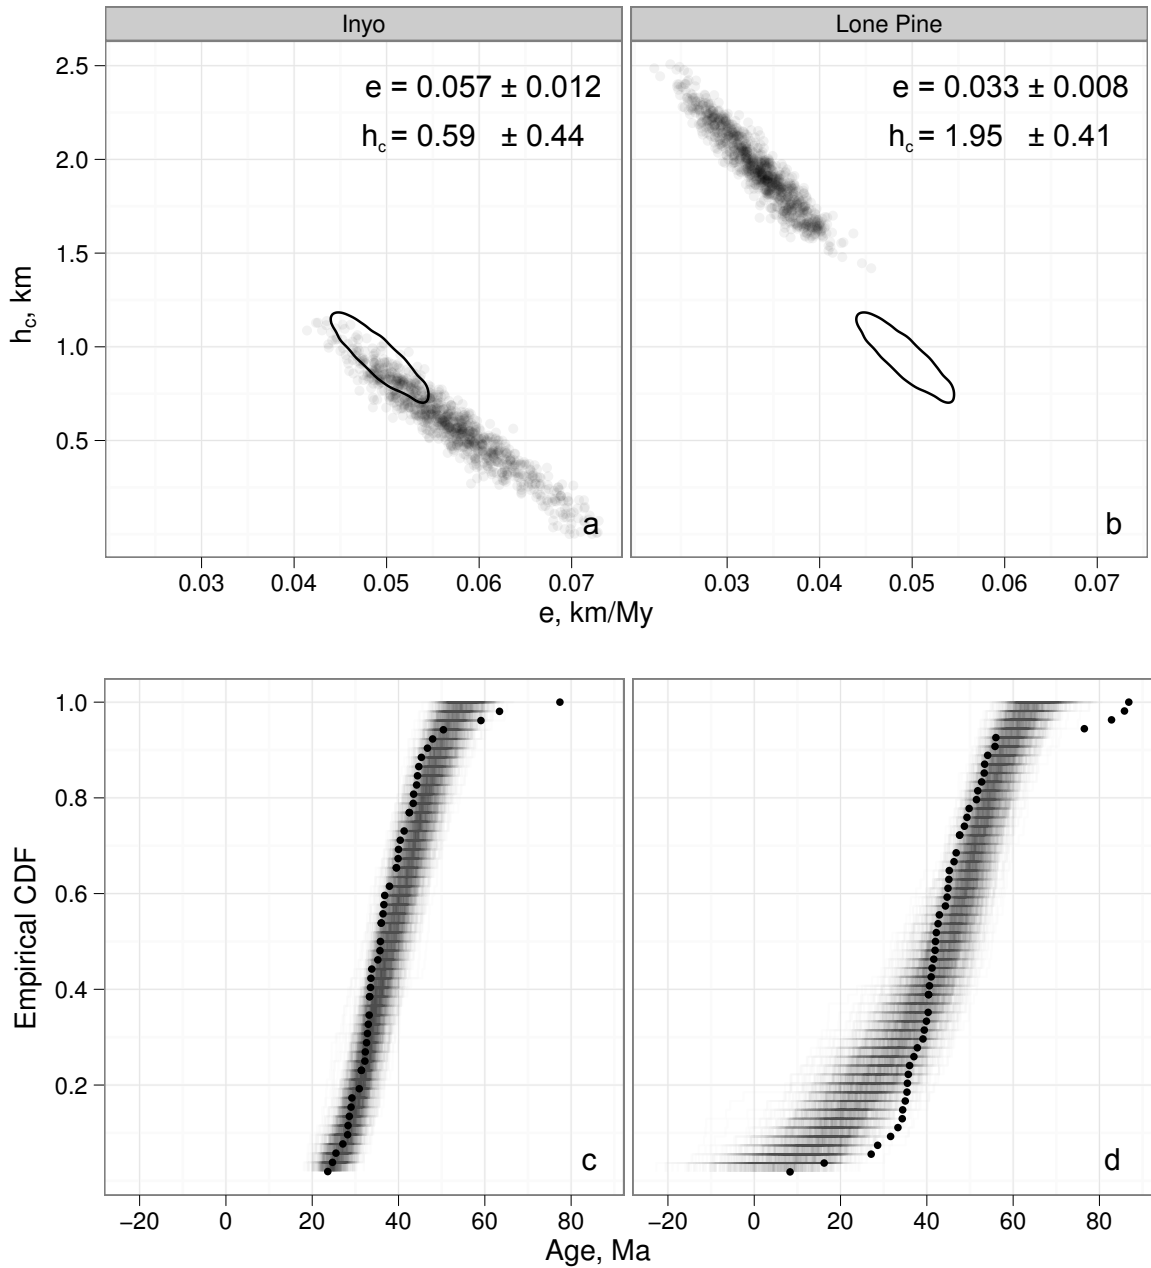 Inyo
Lone Pine
2.5
2.0
1.5
1.0
0.5
hc, km
e = 0.057 ± 0.012
hc = 0.59 ± 0.44
a
e = 0.033 ± 0.008
hc = 1.95 ± 0.41
b
0.03 0.04 0.05 0.06 0.07
0.03 0.04 0.05 0.06 0.07
e, km/My
1.0
0.8
0.6
0.4
0.2
Empirical CDF
c
d
−20 0 20 40 60 80
−20 0 20 40 60 80
Age, Ma